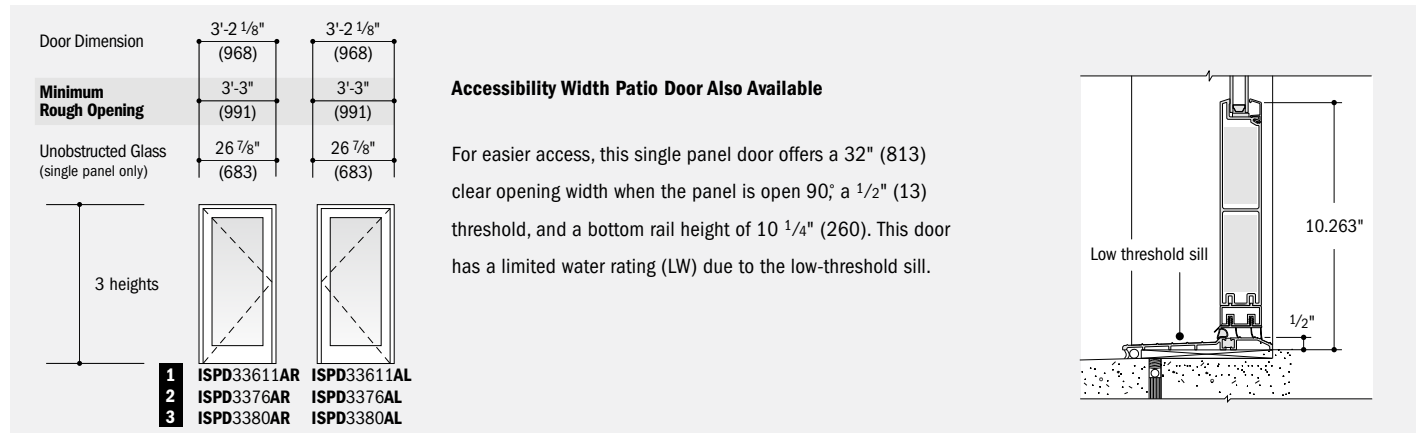 Door Dimension
3'-2 1/8"
3'-2 1/8"
(968)
(968)
Minimum
Rough Opening
3'-3"
3'-3"
(991)
(991)
Unobstructed Glass
(single panel only)
26 7/8"
26 7/8"
(683)
(683)
3 heights
1 ISPD33611AR ISPD33611AL
2 ISPD3376AR ISPD3376AL
3 ISPD3380AR ISPD3380AL
Accessibility Width Patio Door Also Available
For easier access, this single panel door offers a 32" (813)
clear opening width when the panel is open 90°, a 1/2" (13)
threshold, and a bottom rail height of 10 1/4" (260). This door
has a limited water rating (LW) due to the low-threshold sill.
10.263"
Low threshold sill
1/2"